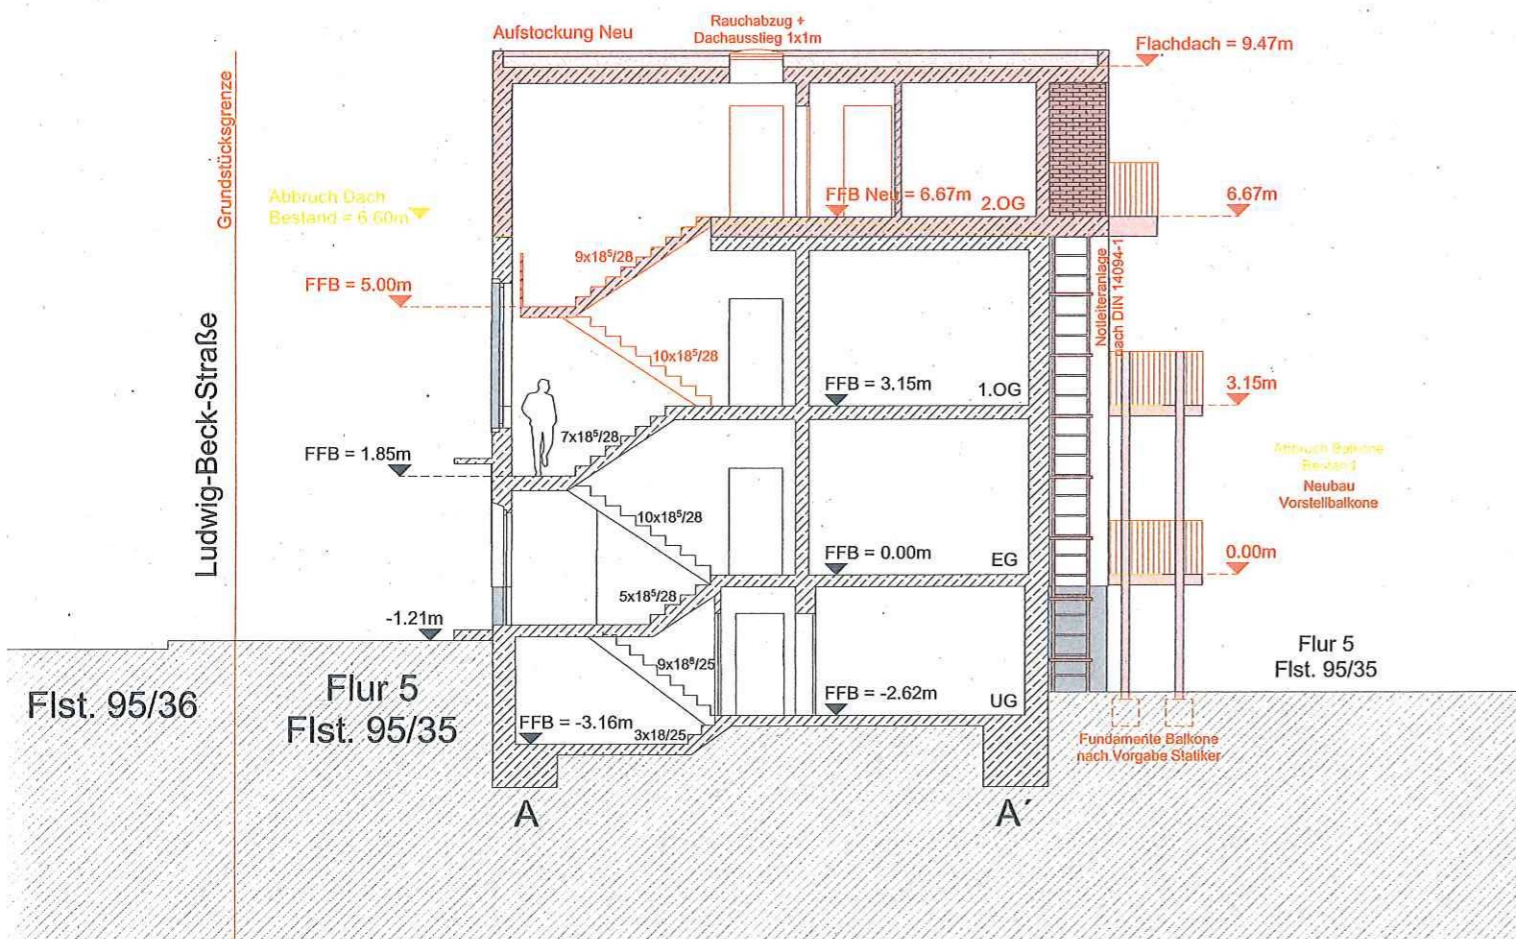 Aufstockung Neu
Rauchabzug +
Dachausstieg 1x1m
Flachdach = 9.47m
Grundstücksgrenze
Abbruch Dach
Bestand = 6.60m
FFB Neu = 6.67m
2.OG
6.67m
9x18⁵/28
FFB = 5.00m
Notleiteranlage
nach DIN 14094-1
Ludwig-Beck-Straße
10x18⁵/28
FFB = 3.15m
1.OG
3.15m
7x18⁵/28
FFB = 1.85m
Abbruch Balkone
Bestand
Neubau
Vorstellbalkone
10x18⁵/28
FFB = 0.00m
EG
0.00m
5x18⁵/28
-1.21m
9x18⁸/25
FFB = -2.62m
UG
Flur 5
Flst. 95/35
Flst. 95/36
Flur 5
Flst. 95/35
FFB = -3.16m
3x18/25
Fundamente Balkone
nach Vorgabe Statiker
A
A´